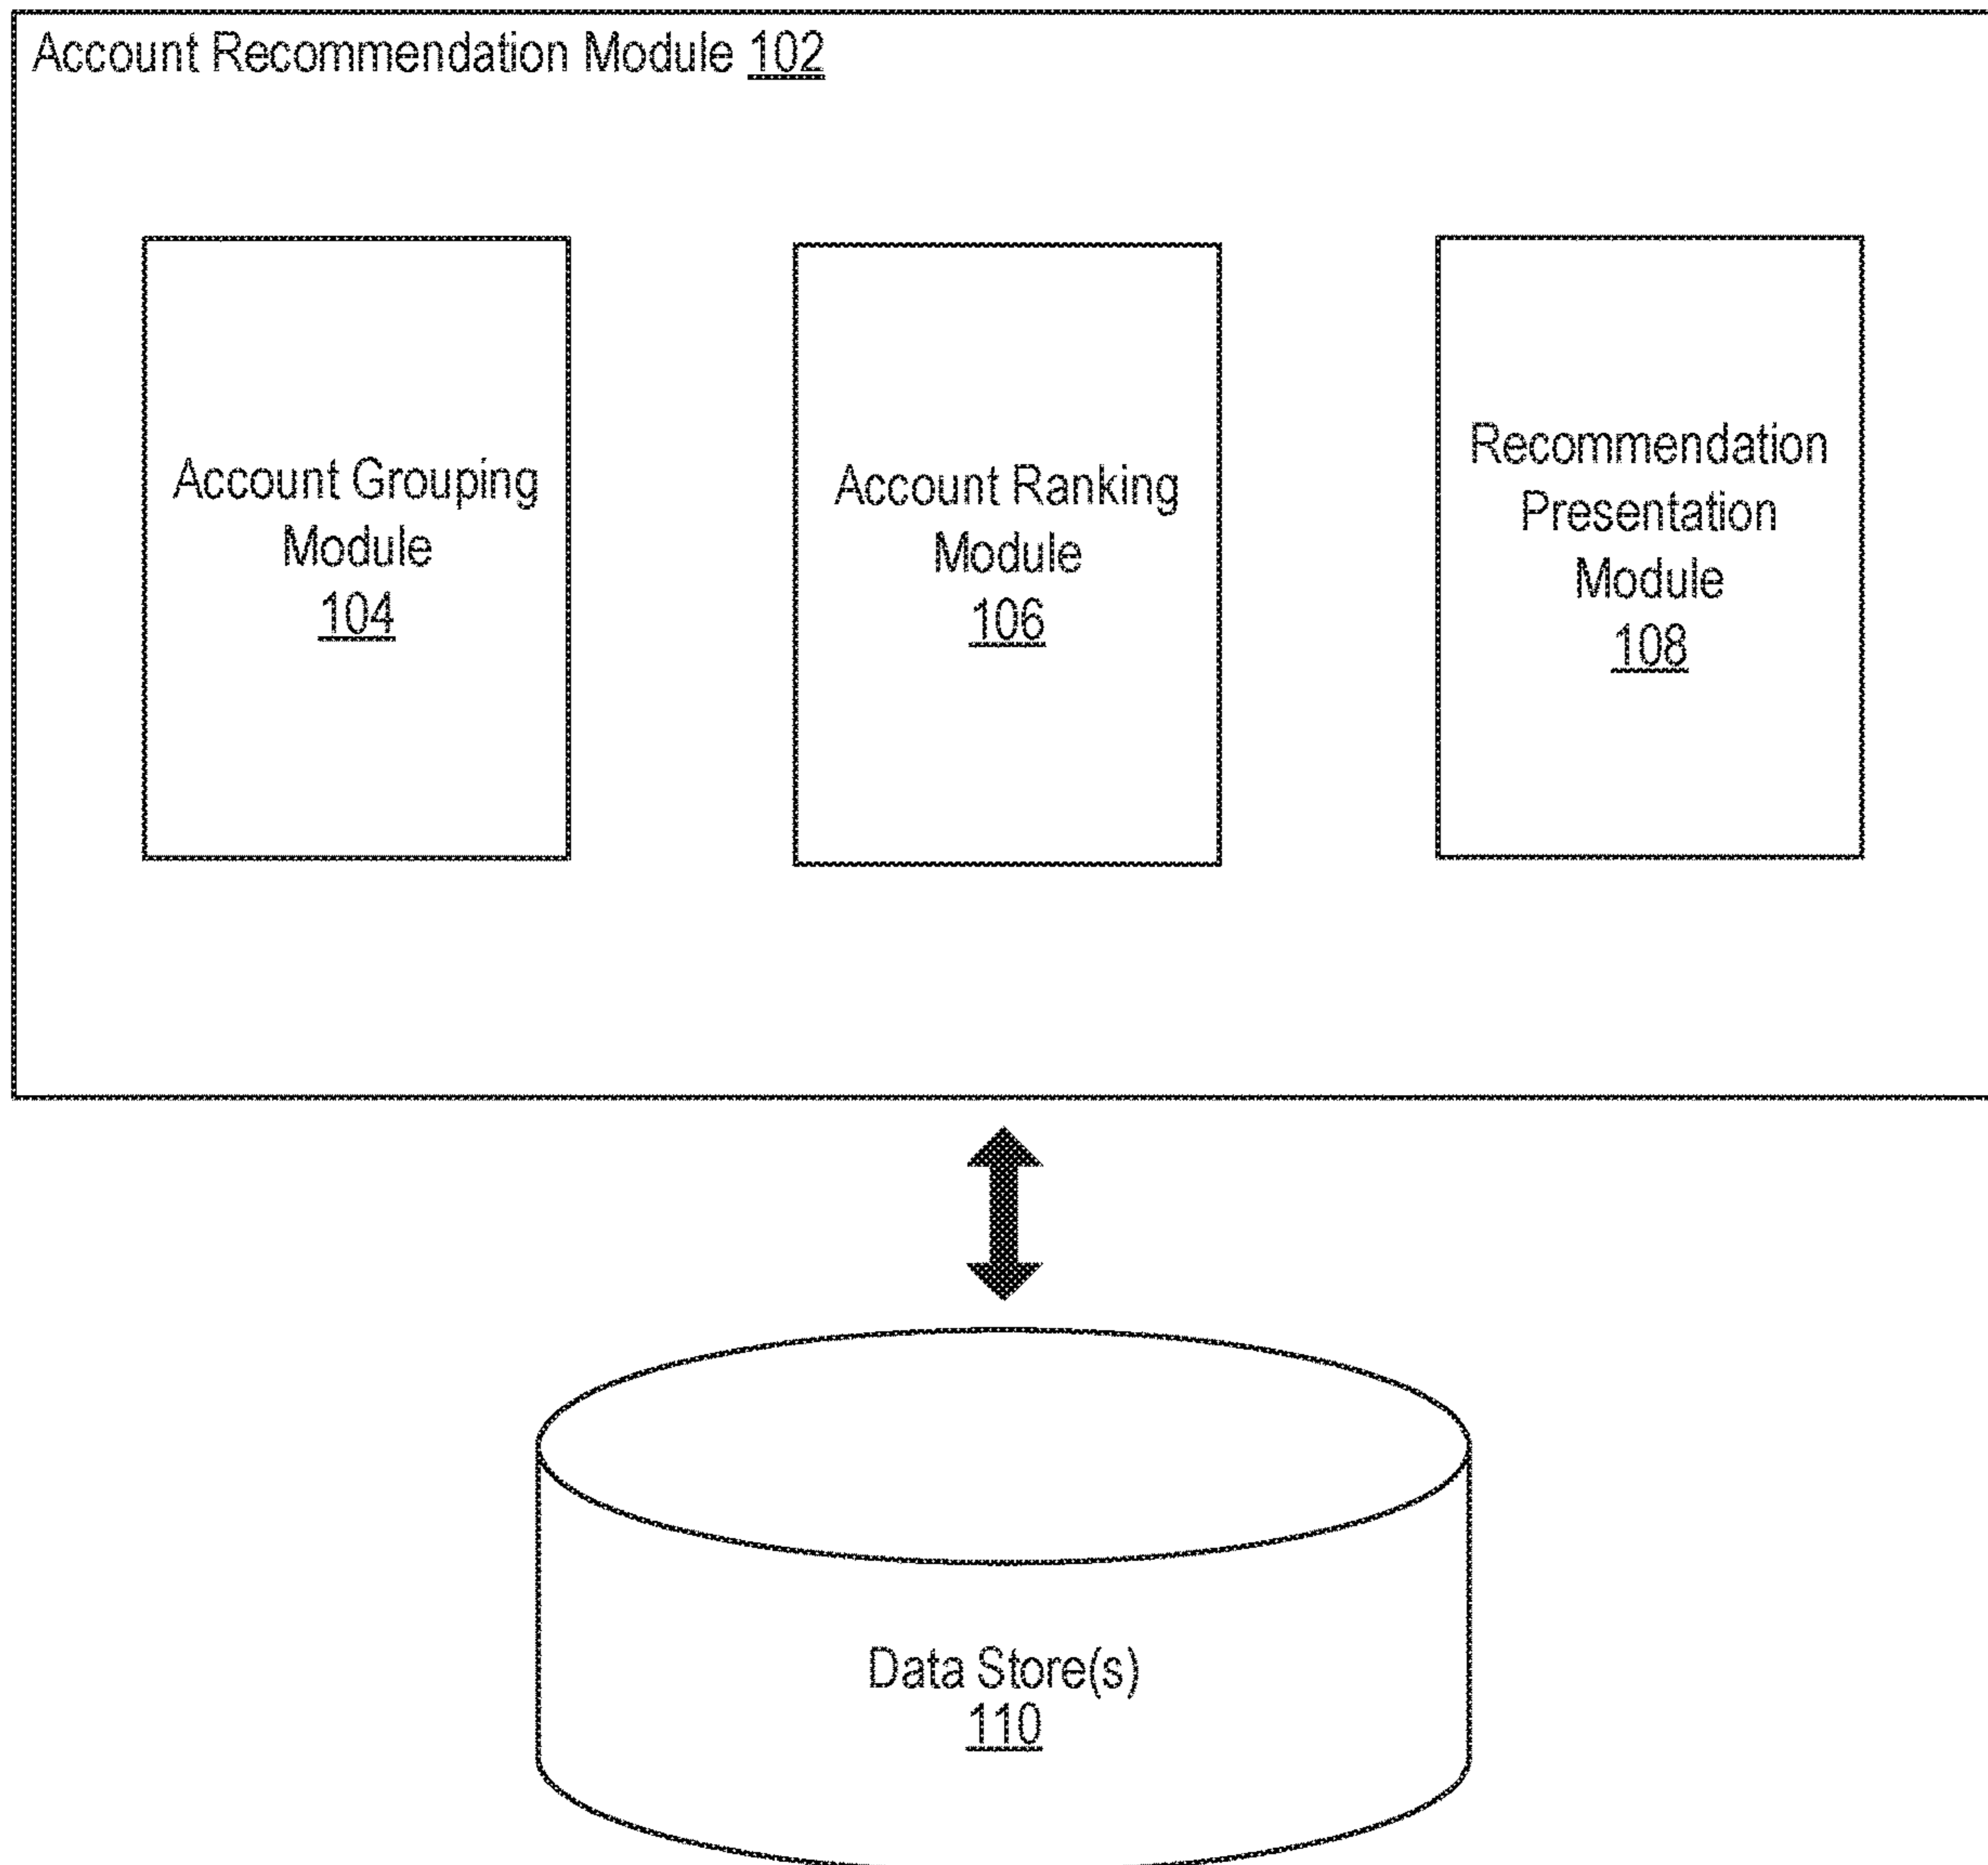 Account Recommendation Module 102
Account Grouping
Module
104
Account Ranking
Module
106
Recommendation
Presentation
Module
108
Data Store(s)
110